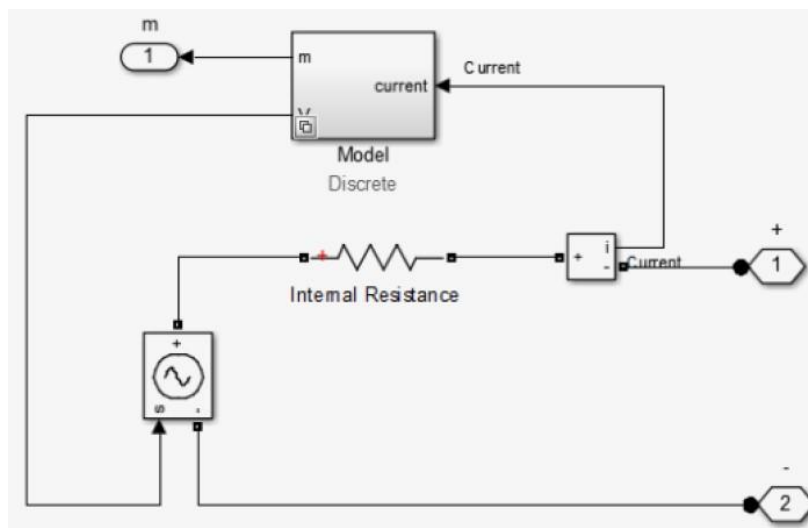 m
1
m
current
V
Current
Model
Discrete
+
+
i
-
Current
+
1
Internal Resistance
+
s
-
-
2